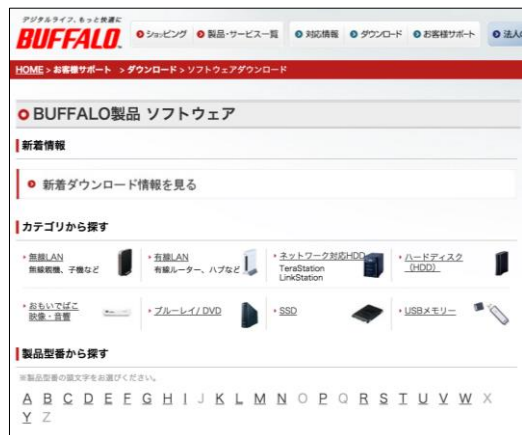 デジタルライフ、もっと快適に
BUFFALO
ショッピング 製品・サービス一覧 対応情報 ダウンロード お客様サポート 法人の
HOME > お客様サポート > ダウンロード > ソフトウェアダウンロード
BUFFALO製品 ソフトウェア
新着情報
新着ダウンロード情報を見る
カテゴリから探す
無線LAN
無線親機、子機など
有線LAN
有線ルーター、ハブなど
ネットワーク対応HDD
TeraStation
LinkStation
ハードディスク
(HDD)
おもいでばこ
映像・音響
ブルーレイ/ DVD
SSD
USBメモリー
製品型番から探す
※製品型番の頭文字をお選びください。
A B C D E F G H I J K L M N O P Q R S T U V W X
Y Z